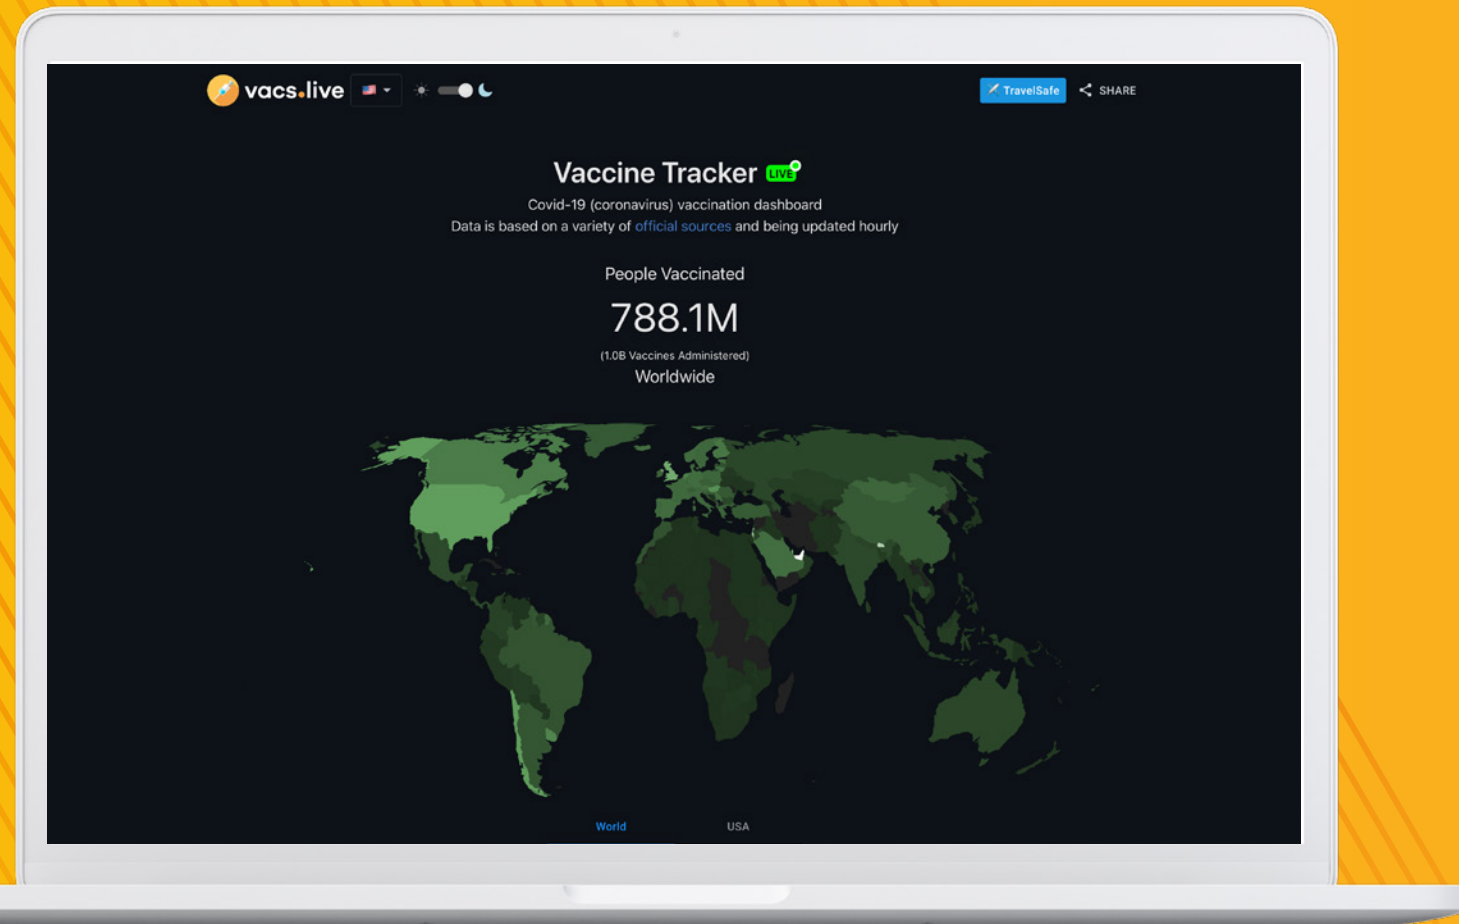 vacs.live
TravelSafe
SHARE
Vaccine Tracker LIVE
Covid-19 (coronavirus) vaccination dashboard
Data is based on a variety of official sources and being updated hourly
People Vaccinated
788.1M
(1.0B Vaccines Administered)
Worldwide
World
USA